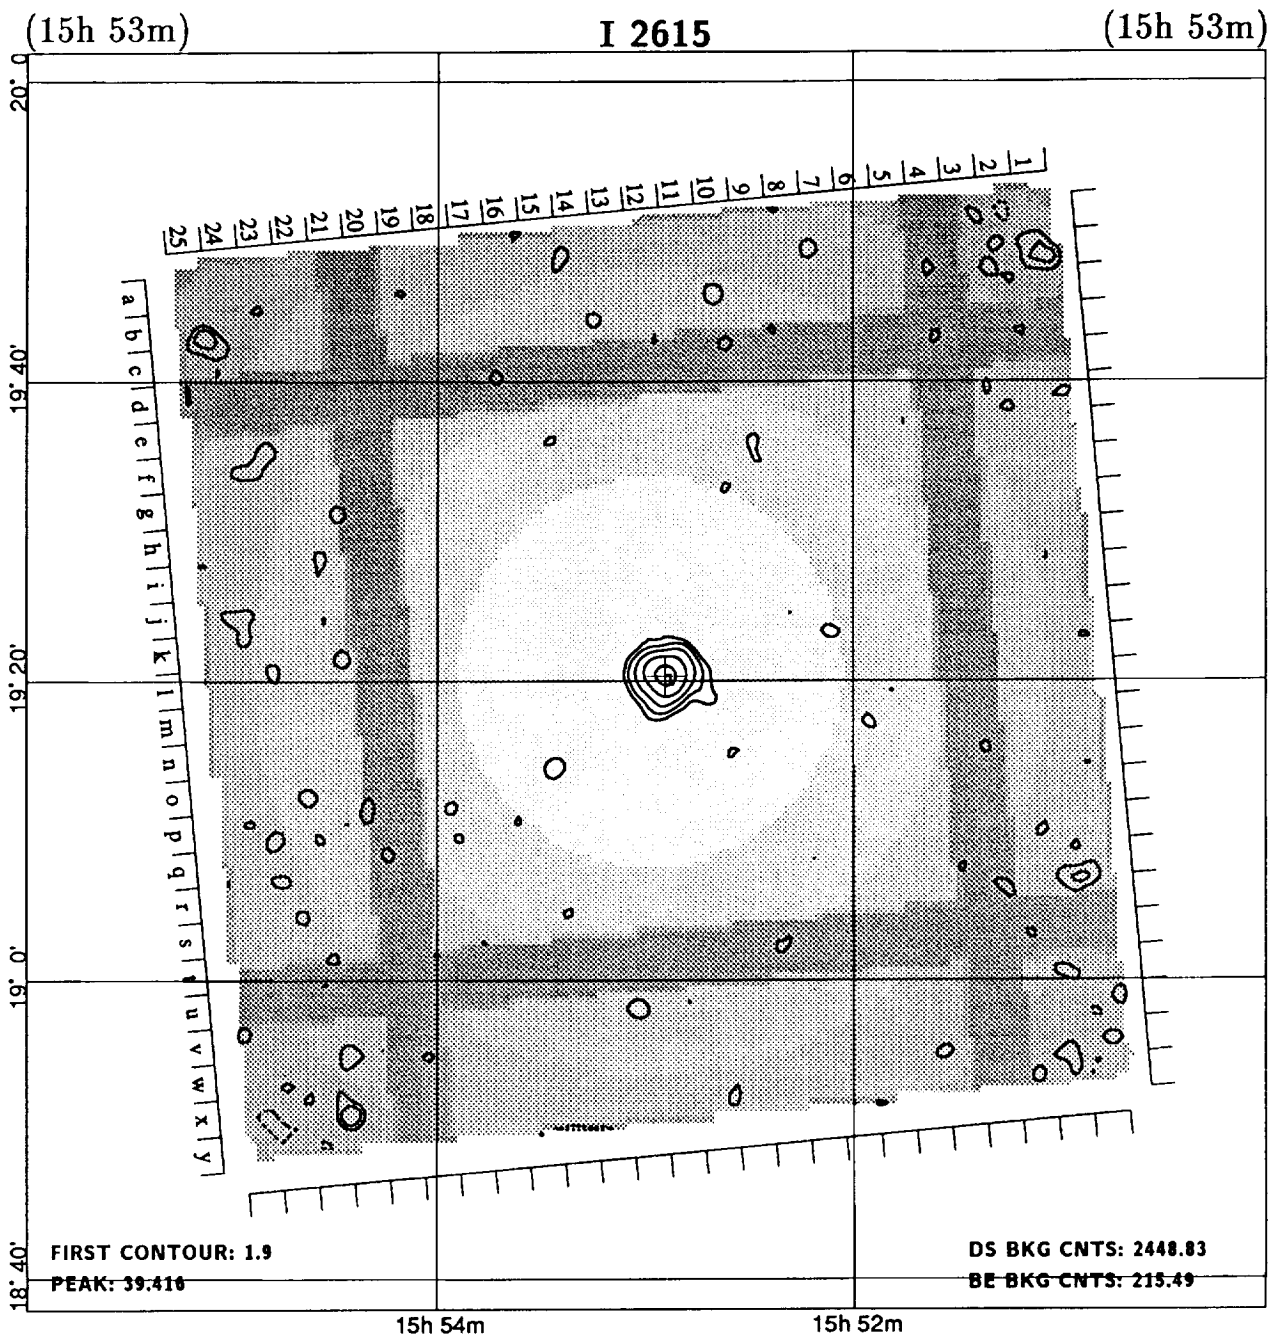 (15h 53m) I 2615 (15h 53m)
20° 0'
1 2 3 4 5 6 7 8 9 10 11 12 13 14 15 16 17 18 19 20 21 22 23 24 25
a b c d e f g h i j k l m n o p q r s t u v w x y
19° 40'
19° 20'
19° 0'
18° 40'
FIRST CONTOUR: 1.9
PEAK: 39.416
DS BKG CNTS: 2448.83
BE BKG CNTS: 215.49
15h 54m 15h 52m